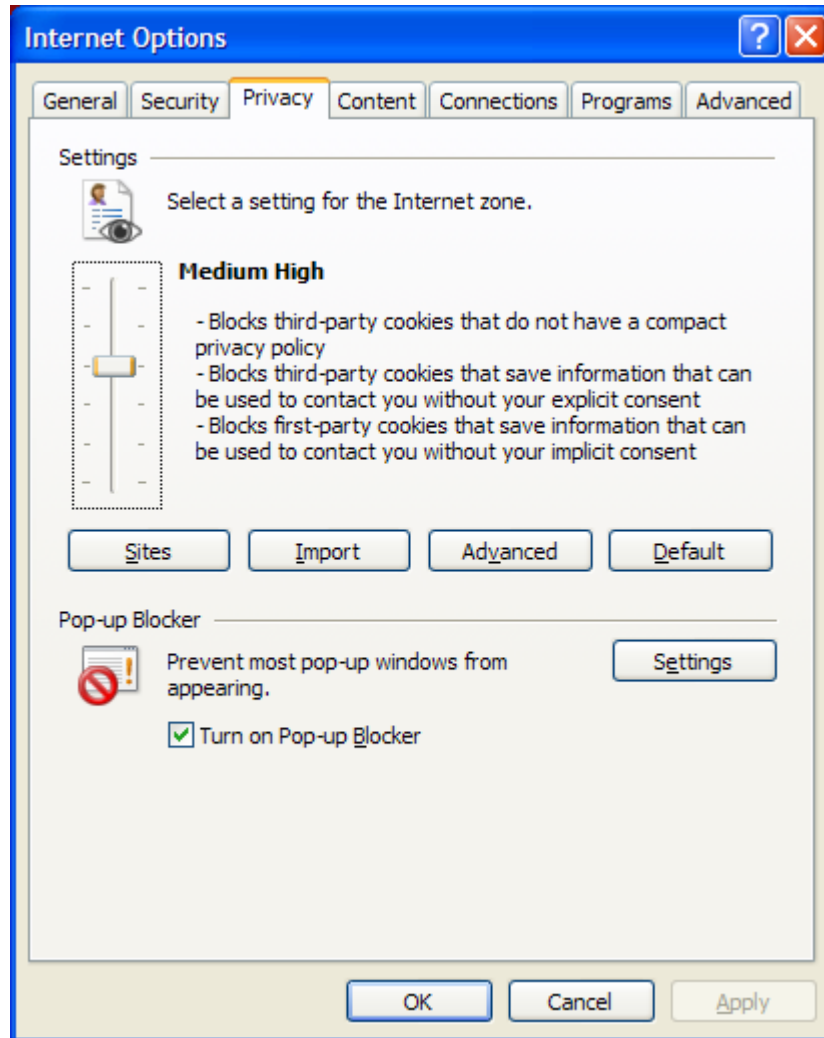 Internet Options
General Security Privacy Content Connections Programs Advanced
Settings
Select a setting for the Internet zone.
Medium High
- Blocks third-party cookies that do not have a compact
privacy policy
- Blocks third-party cookies that save information that can
be used to contact you without your explicit consent
- Blocks first-party cookies that save information that can
be used to contact you without your implicit consent
Sites Import Advanced Default
Pop-up Blocker
Prevent most pop-up windows from
appearing.
Settings
Turn on Pop-up Blocker
OK Cancel Apply